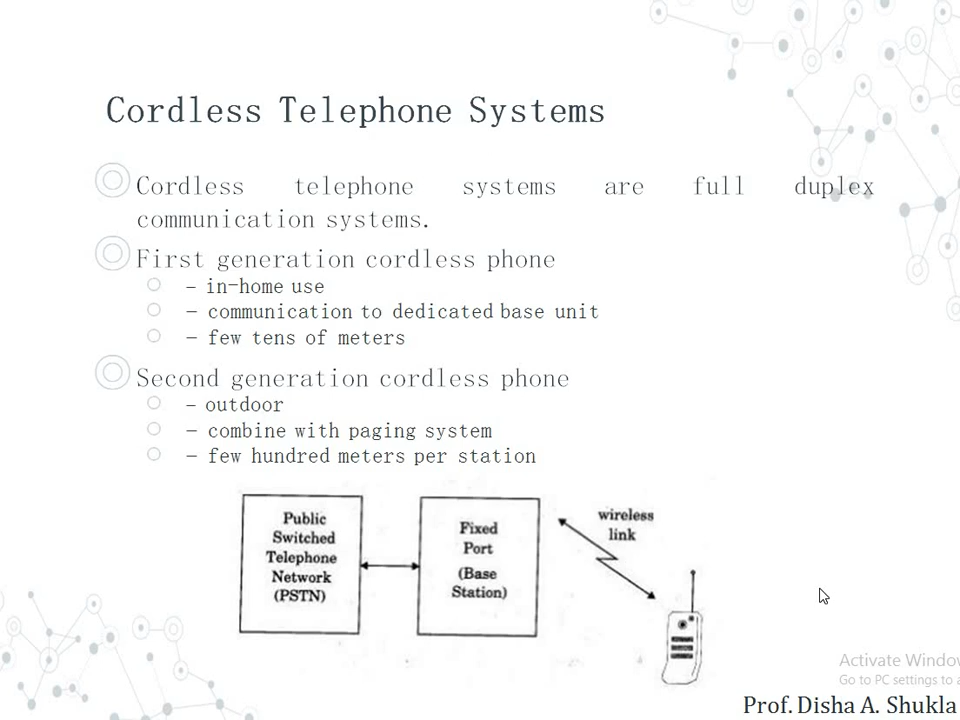 Cordless Telephone Systems
Cordless telephone systems are full duplex
communication systems.
First generation cordless phone
– in-home use
– communication to dedicated base unit
– few tens of meters
Second generation cordless phone
– outdoor
– combine with paging system
– few hundred meters per station
Public
Switched
Telephone
Network
(PSTN)
Fixed
Port
(Base
Station)
wireless
link
Activate Window
Go to PC settings to a
Prof. Disha A. Shukla